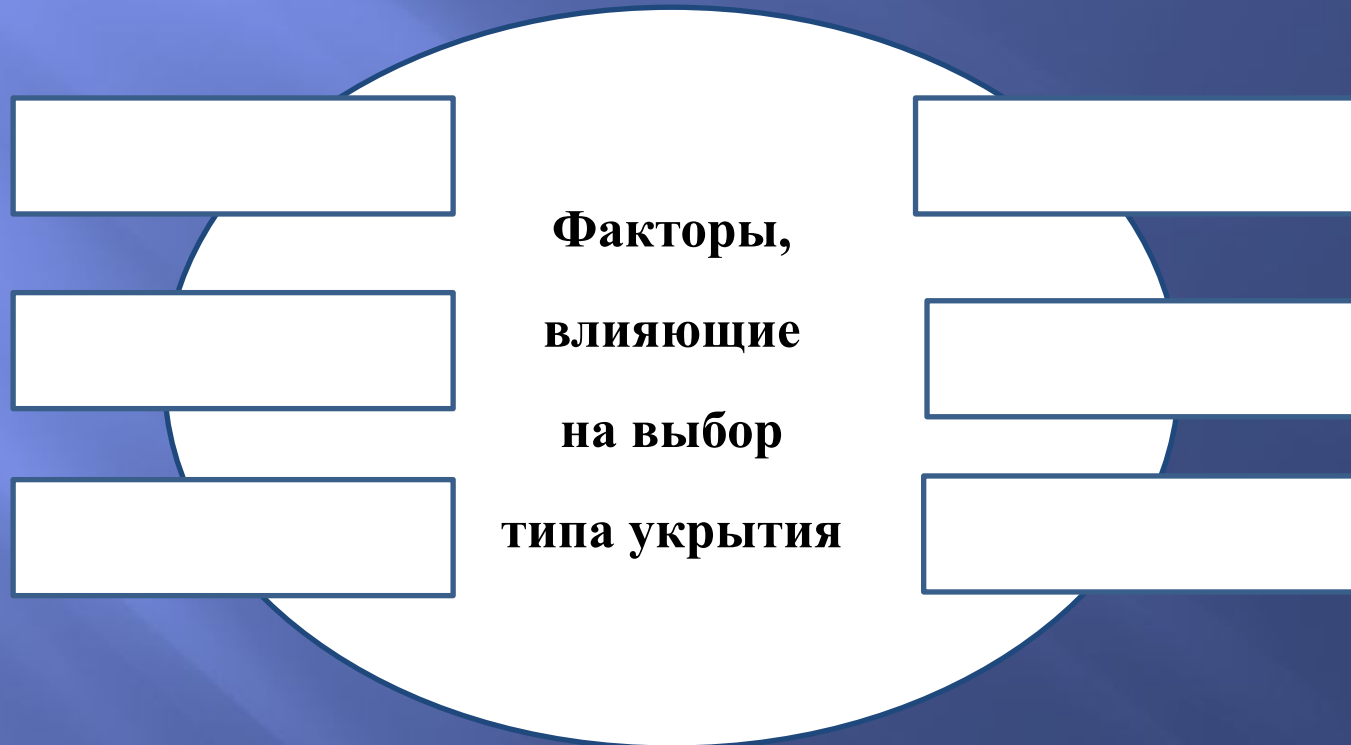 Факторы,
влияющие
на выбор
типа укрытия